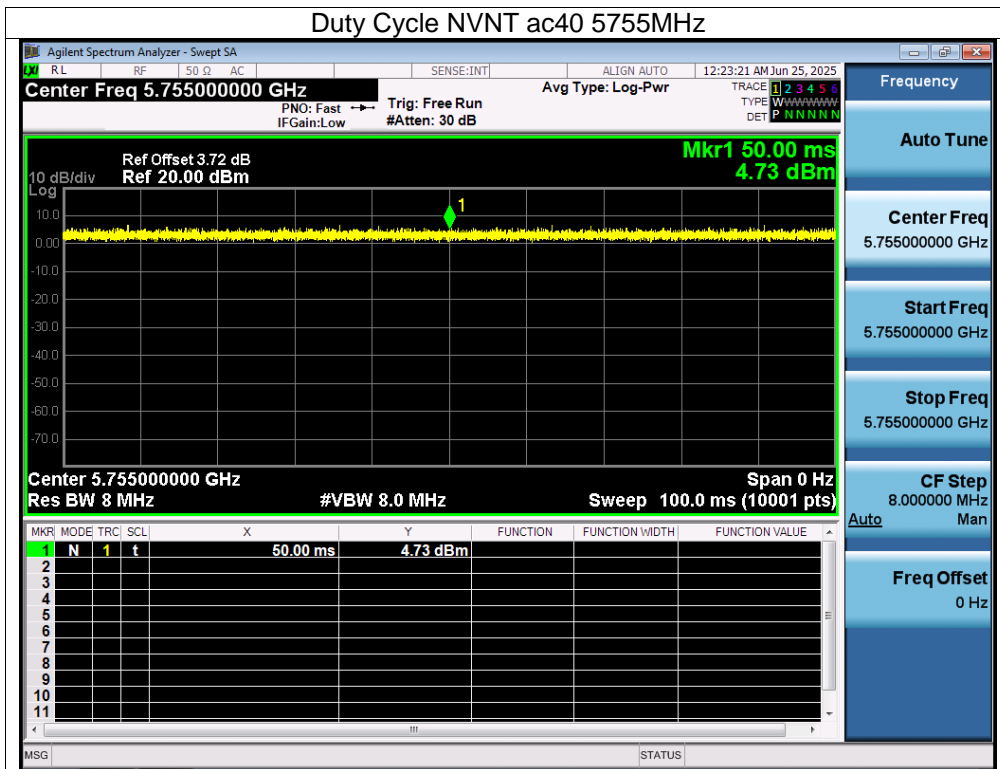 Duty Cycle NVNT ac40 5755MHz
Agilent Spectrum Analyzer - Swept SA
LXI RL RF 50 Ω AC SENSE:INT ALIGN AUTO 12:23:21 AM Jun 25, 2025
Center Freq 5.755000000 GHz
PNO: Fast
IFGain:Low
Trig: Free Run
#Atten: 30 dB
Avg Type: Log-Pwr
TRACE 1 2 3 4 5 6
TYPE WWWWWW
DET P N N N N N
Ref Offset 3.72 dB
Ref 20.00 dBm
10 dB/div
Log
Mkr1 50.00 ms
4.73 dBm
1
10.0
0.00
-10.0
-20.0
-30.0
-40.0
-50.0
-60.0
-70.0
Center 5.755000000 GHz Span 0 Hz
Res BW 8 MHz #VBW 8.0 MHz Sweep 100.0 ms (10001 pts)
MKR MODE TRC SCL X Y FUNCTION FUNCTION WIDTH FUNCTION VALUE
1 N 1 t 50.00 ms 4.73 dBm
2
3
4
5
6
7
8
9
10
11
MSG STATUS
Frequency
Auto Tune
Center Freq
5.755000000 GHz
Start Freq
5.755000000 GHz
Stop Freq
5.755000000 GHz
CF Step
8.000000 MHz
Auto Man
Freq Offset
0 Hz